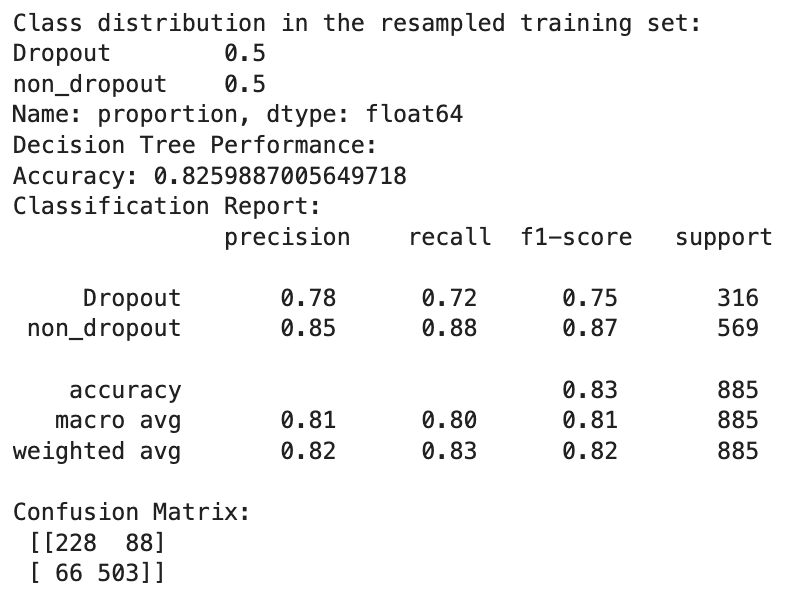 Class distribution in the resampled training set:
Dropout        0.5
non_dropout    0.5
Name: proportion, dtype: float64
Decision Tree Performance:
Accuracy: 0.8259887005649718
Classification Report:
               precision    recall  f1-score   support

     Dropout       0.78      0.72      0.75       316
 non_dropout       0.85      0.88      0.87       569

    accuracy                           0.83       885
   macro avg       0.81      0.80      0.81       885
weighted avg       0.82      0.83      0.82       885

Confusion Matrix:
 [[228  88]
 [ 66 503]]